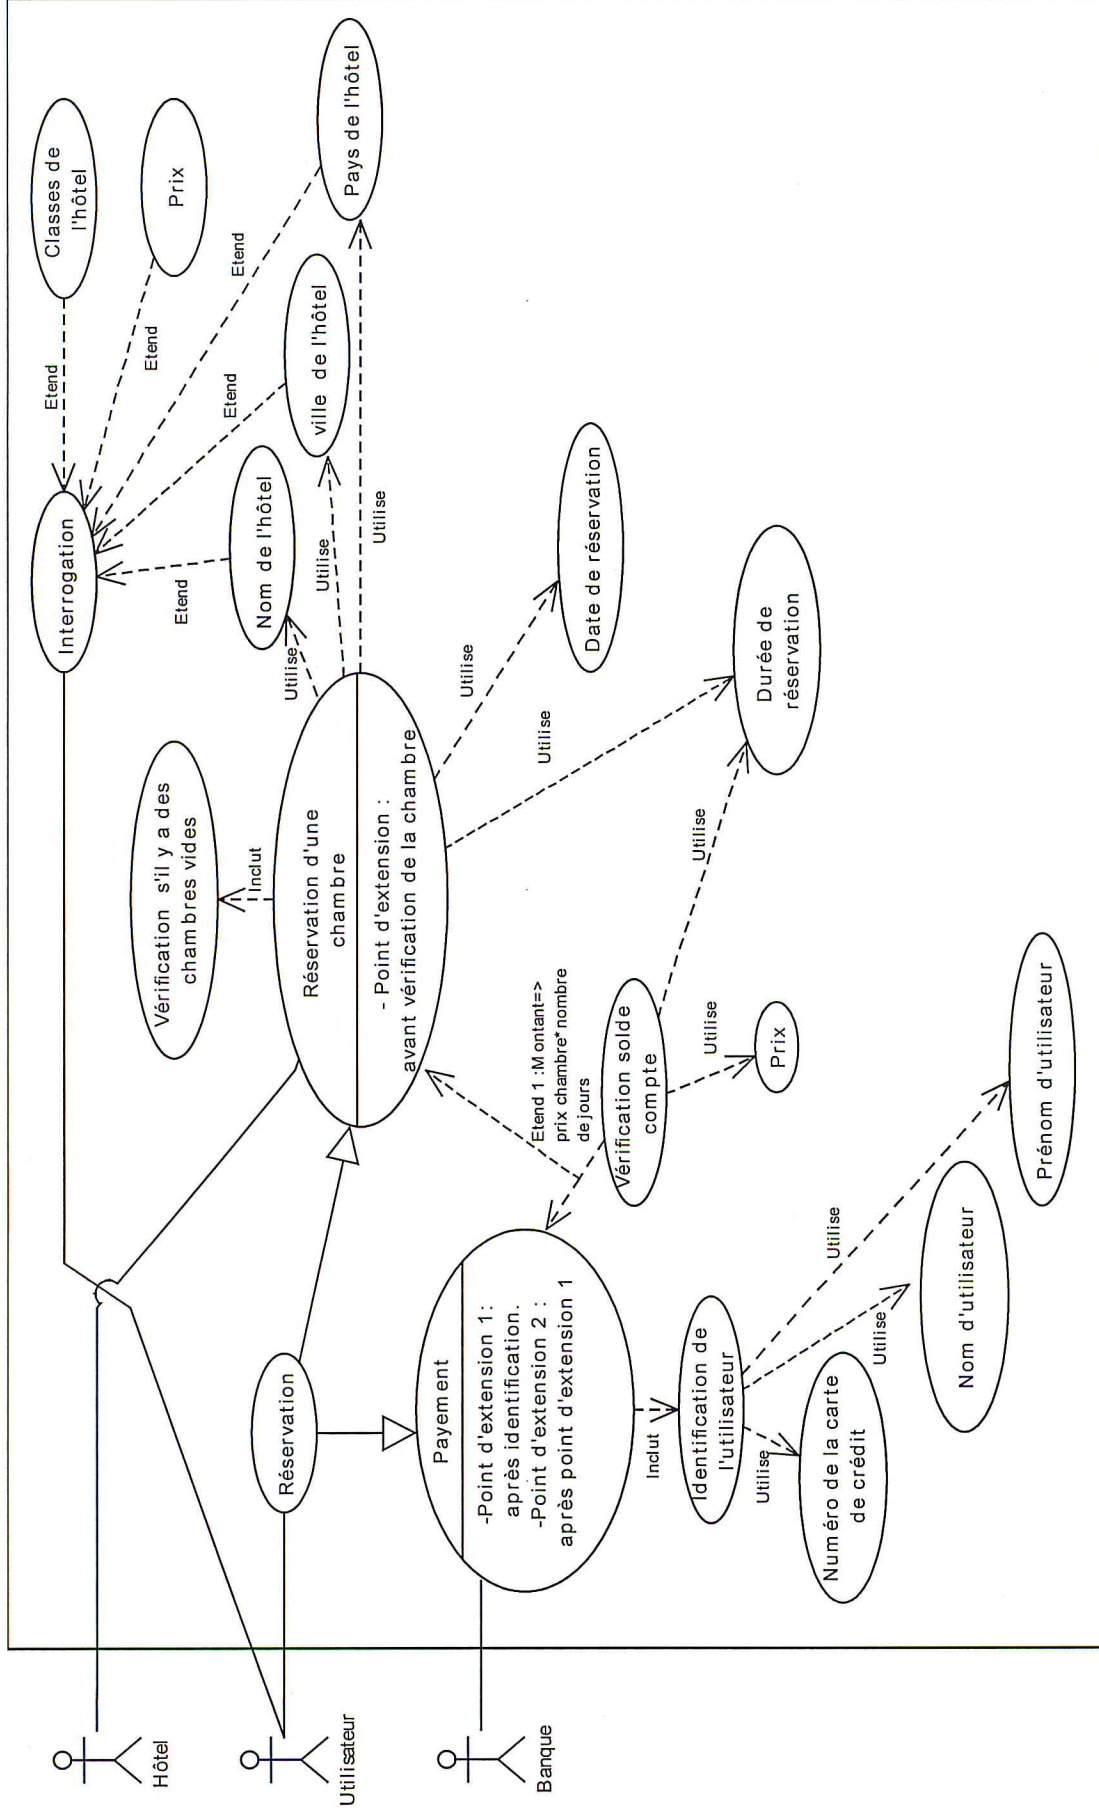 Classes de
l'hôtel
Prix
Pays de l'hôtel
ville de l'hôtel
Nom de l'hôtel
Interrogation
Etend
Etend
Etend
Etend
Etend
Utilise
Utilise
Utilise
Vérification s'il y a des
chambres vides
Inclut
Réservation d'une
chambre
- Point d'extension :
avant vérification de la chambre
Utilise
Date de réservation
Utilise
Durée de
réservation
Utilise
Etend 1 :Montant=>
prix chambre*nombre
de jours
Vérification solde
compte
Utilise
Prix
Réservation
Payement
-Point d'extension 1:
après identification.
-Point d'extension 2 :
après point d'extension 1
Inclut
Identification de
l'utilisateur
Utilise
Utilise
Utilise
Numéro de la carte
de crédit
Nom d'utilisateur
Prénom d'utilisateur
Hôtel
Utilisateur
Banque